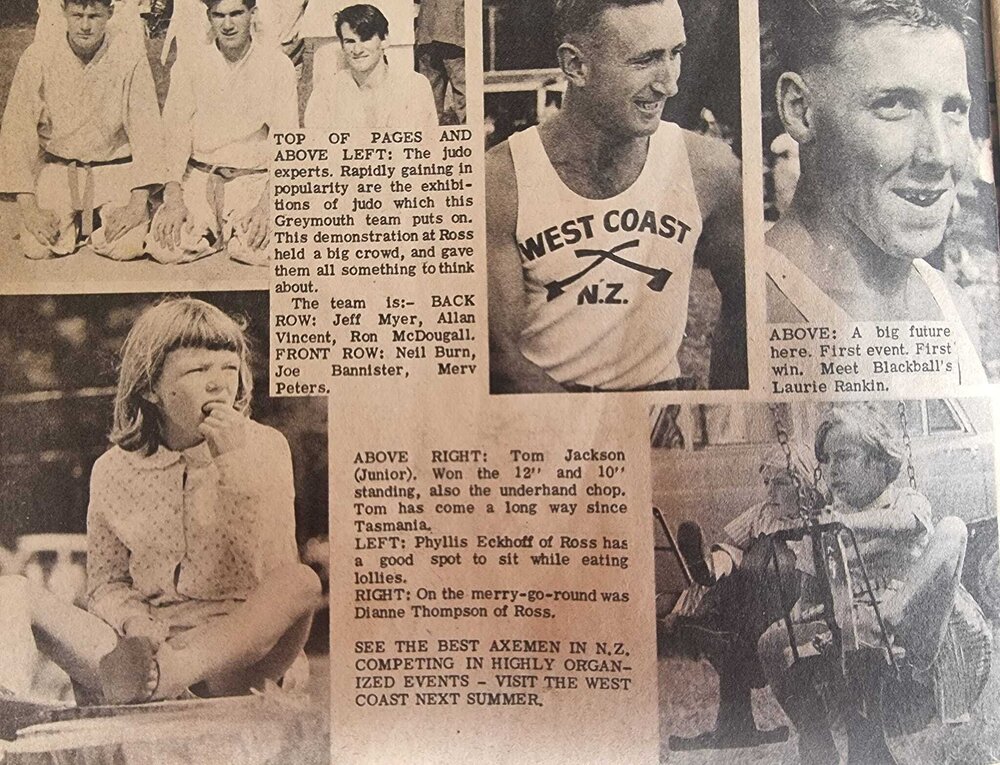 TOP OF PAGES AND
ABOVE LEFT: The judo
experts. Rapidly gaining in
popularity are the exhibi-
tions of judo which this
Greymouth team puts on.
This demonstration at Ross
held a big crowd, and gave
them all something to think
about.
The team is:- BACK
ROW: Jeff Myer, Allan
Vincent, Ron McDougall.
FRONT ROW: Neil Burn,
Joe Bannister, Merv
Peters.
WEST COAST
N.Z.
ABOVE: A big future
here. First event. First
win. Meet Blackball's
Laurie Rankin.
ABOVE RIGHT: Tom Jackson
(Junior). Won the 12'' and 10''
standing, also the underhand chop.
Tom has come a long way since
Tasmania.
LEFT: Phyllis Eckhoff of Ross has
a good spot to sit while eating
lollies.
RIGHT: On the merry-go-round was
Dianne Thompson of Ross.
SEE THE BEST AXEMEN IN N.Z.
COMPETING IN HIGHLY ORGAN-
IZED EVENTS - VISIT THE WEST
COAST NEXT SUMMER.